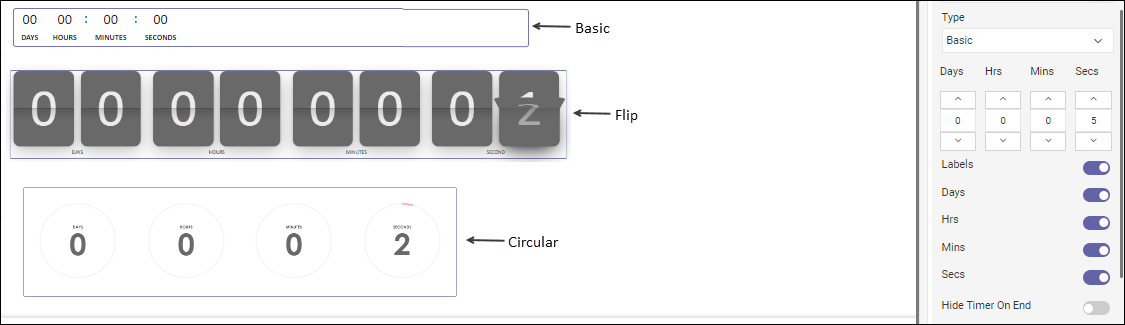 00 00 : 00 : 00
DAYS HOURS MINUTES SECONDS
Basic
0 0 0 0 0 0 0 2
DAYS HOURS MINUTES SECOND
Flip
DAYS HOURS MINUTES SECONDS
0 0 0 2
Circular
Type
Basic
Days Hrs Mins Secs
0 0 0 5
Labels
Days
Hrs
Mins
Secs
Hide Timer On End